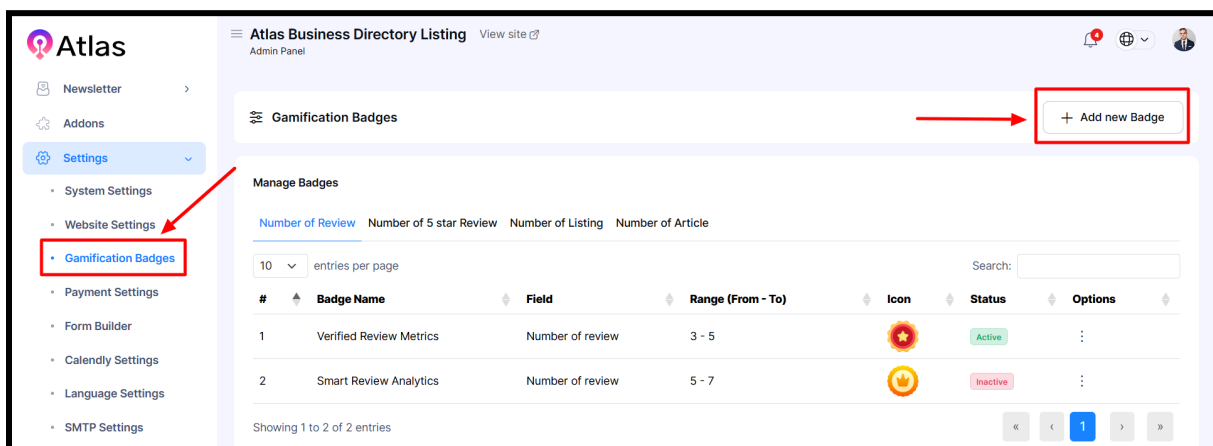 Atlas
Atlas Business Directory Listing View site
Admin Panel
4
Newsletter
Addons
Settings
System Settings
Website Settings
Gamification Badges
Payment Settings
Form Builder
Calendly Settings
Language Settings
SMTP Settings
Gamification Badges
+ Add new Badge
Manage Badges
Number of Review Number of 5 star Review Number of Listing Number of Article
10 entries per page Search:
# Badge Name Field Range (From - To) Icon Status Options
1 Verified Review Metrics Number of review 3 - 5 Active
2 Smart Review Analytics Number of review 5 - 7 Inactive
Showing 1 to 2 of 2 entries « ‹ 1 › »